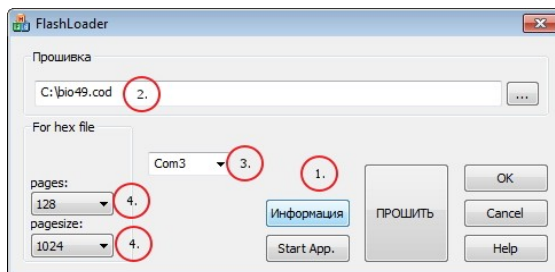 FlashLoader
Прошивка
C:\bio49.cod
2.
...
For hex file
Com3
3.
1.
pages:
128
4.
pagesize:
1024
4.
Информация
ПРОШИТЬ
OK
Cancel
Start App.
Help